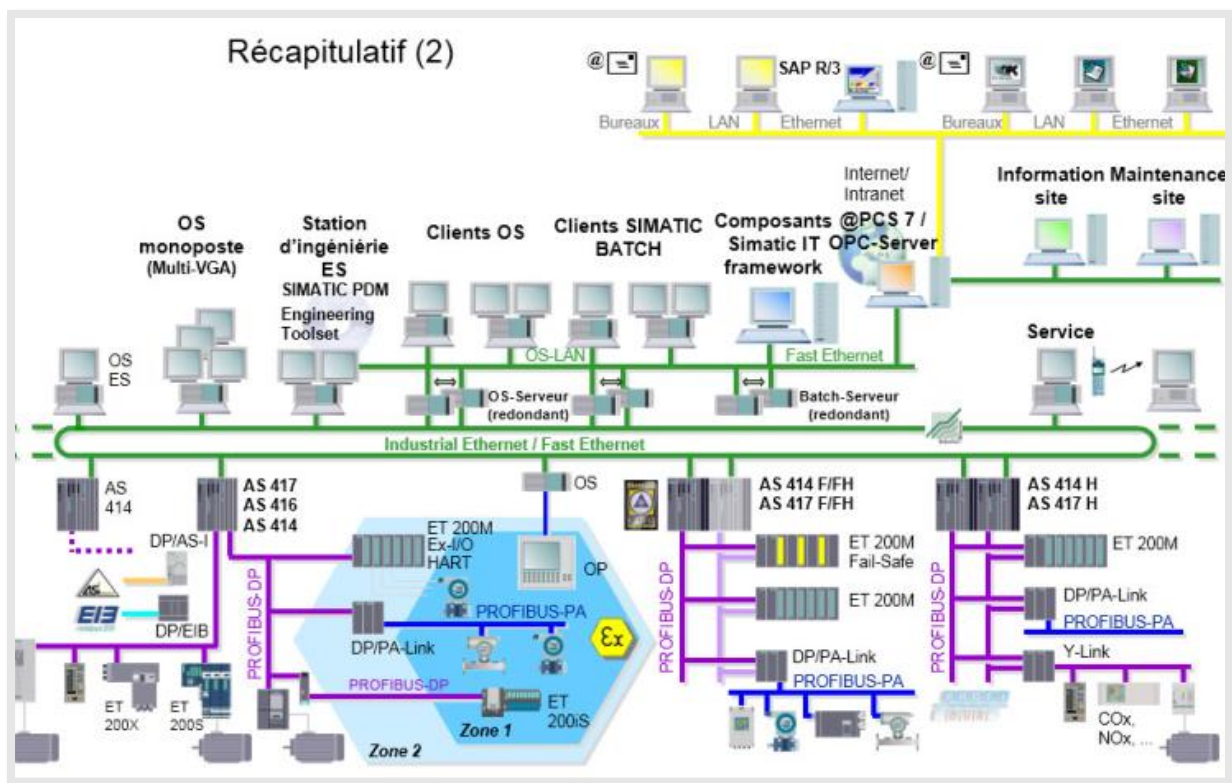 Récapitulatif (2)
@
SAP R/3
@
Bureaux LAN Ethernet
Bureaux LAN Ethernet
Internet/
Intranet
Information
site
Maintenance
site
OS
monoposte
(Multi-VGA)
Station
d'ingéniérie
ES
SIMATIC PDM
Engineering
Toolset
Clients OS
Clients SIMATIC
BATCH
Composants
Simatic IT
framework
@PCS 7 /
OPC-Server
Service
OS
ES
OS-LAN
Fast Ethernet
OS-Serveur
(redondant)
Batch-Serveur
(redondant)
Industrial Ethernet / Fast Ethernet
AS
414
AS 417
AS 416
AS 414
OS
AS 414 F/FH
AS 417 F/FH
AS 414 H
AS 417 H
DP/AS-I
AS
EIB
DP/EIB
ET
200X
ET
200S
PROFIBUS-DP
ET 200M
Ex-I/O
HART
OP
PROFIBUS-PA
DP/PA-Link
PROFIBUS-DP
ET
200iS
Zone 1
Zone 2
Ex
PROFIBUS-DP
ET 200M
Fail-Safe
ET 200M
DP/PA-Link
PROFIBUS-PA
PROFIBUS-DP
ET 200M
DP/PA-Link
PROFIBUS-PA
Y-Link
COx,
NOx, ...